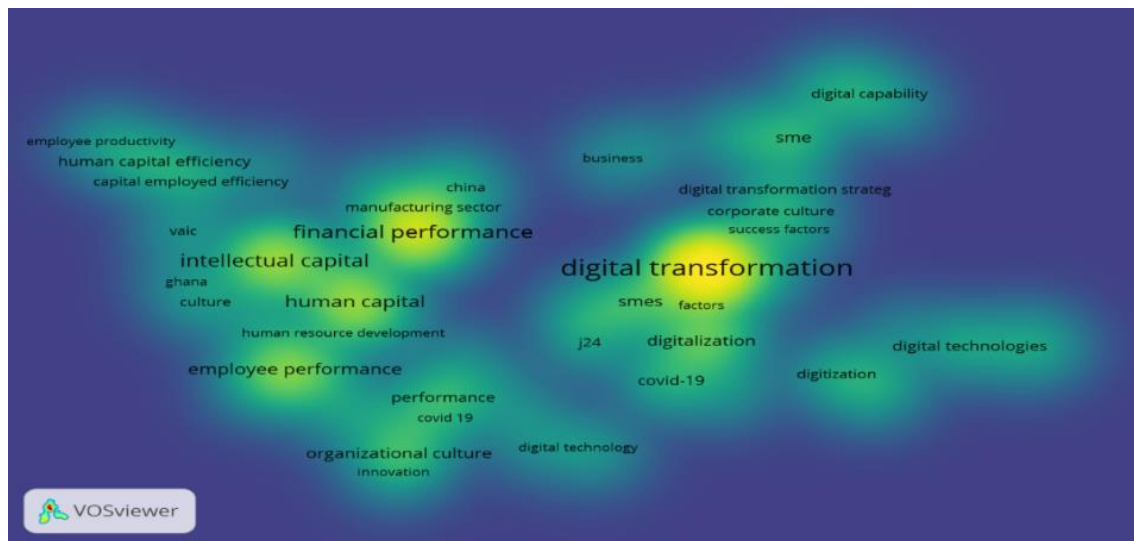 digital capability
sme
employee productivity
human capital efficiency
business
capital employed efficiency
china
digital transformation strateg
manufacturing sector
corporate culture
vaic
financial performance
success factors
intellectual capital
digital transformation
ghana
culture
human capital
smes
factors
human resource development
j24
digitalization
digital technologies
employee performance
covid-19
digitization
performance
covid 19
organizational culture
digital technology
innovation
VOSviewer